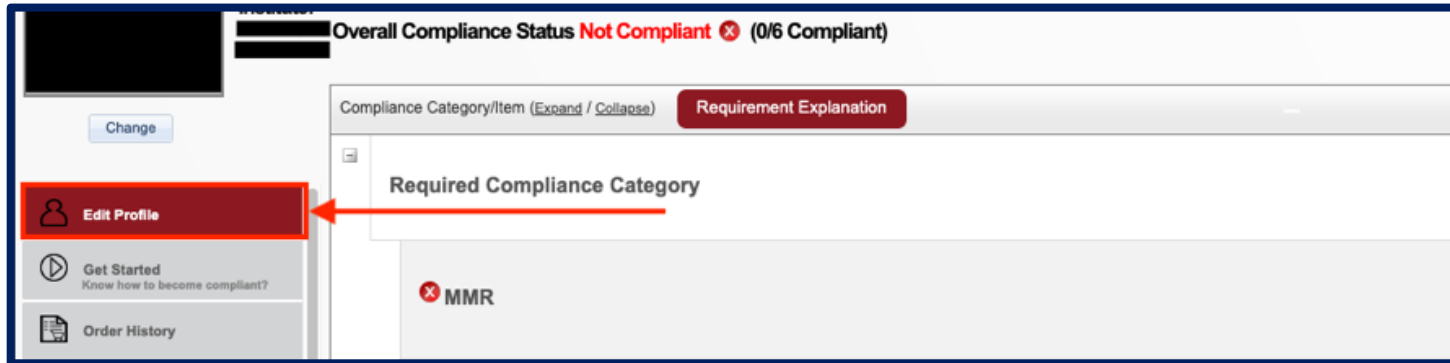 Overall Compliance Status Not Compliant (0/6 Compliant)
Change
Compliance Category/Item (Expand / Collapse)
Requirement Explanation
Required Compliance Category
Edit Profile
Get Started
Know how to become compliant?
MMR
Order History